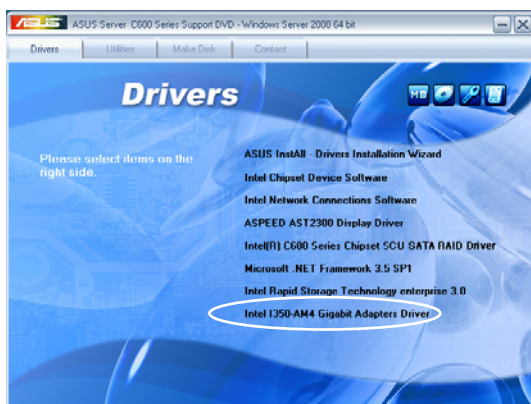 ASUS Server C600 Series Support DVD - Windows Server 2008 64 bit
Drivers
Utilities
Make Disk
Contact
Drivers
Please select items on the
right side.
ASUS InstAll - Drivers Installation Wizard
Intel Chipset Device Software
Intel Network Connections Software
ASPEED AST2300 Display Driver
Intel(R) C600 Series Chipset SCU SATA RAID Driver
Microsoft .NET Framework 3.5 SP1
Intel Rapid Storage Technology enterprise 3.0
Intel I350-AM4 Gigabit Adapters Driver